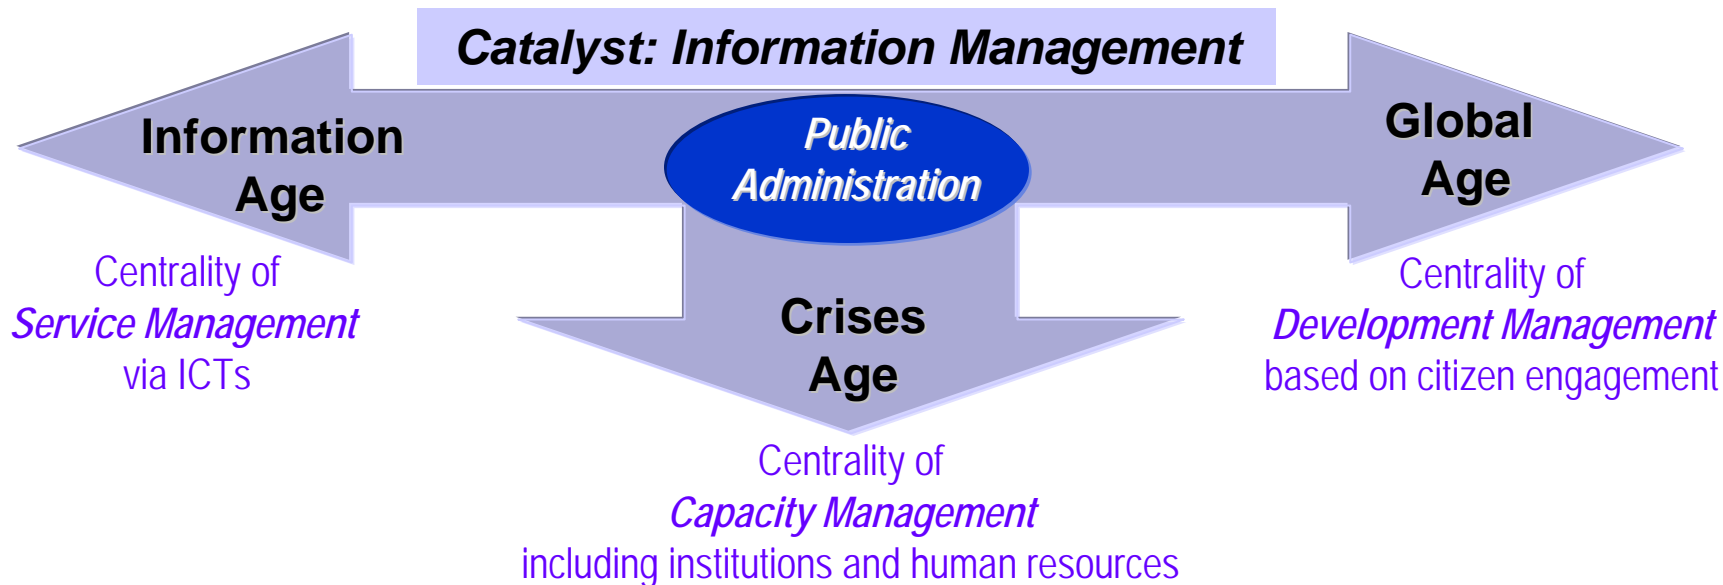 Catalyst: Information Management
Information
Age
Public
Administration
Global
Age
Centrality of
Service Management
via ICTs
Crises
Age
Centrality of
Development Management
based on citizen engagement
Centrality of
Capacity Management
including institutions and human resources